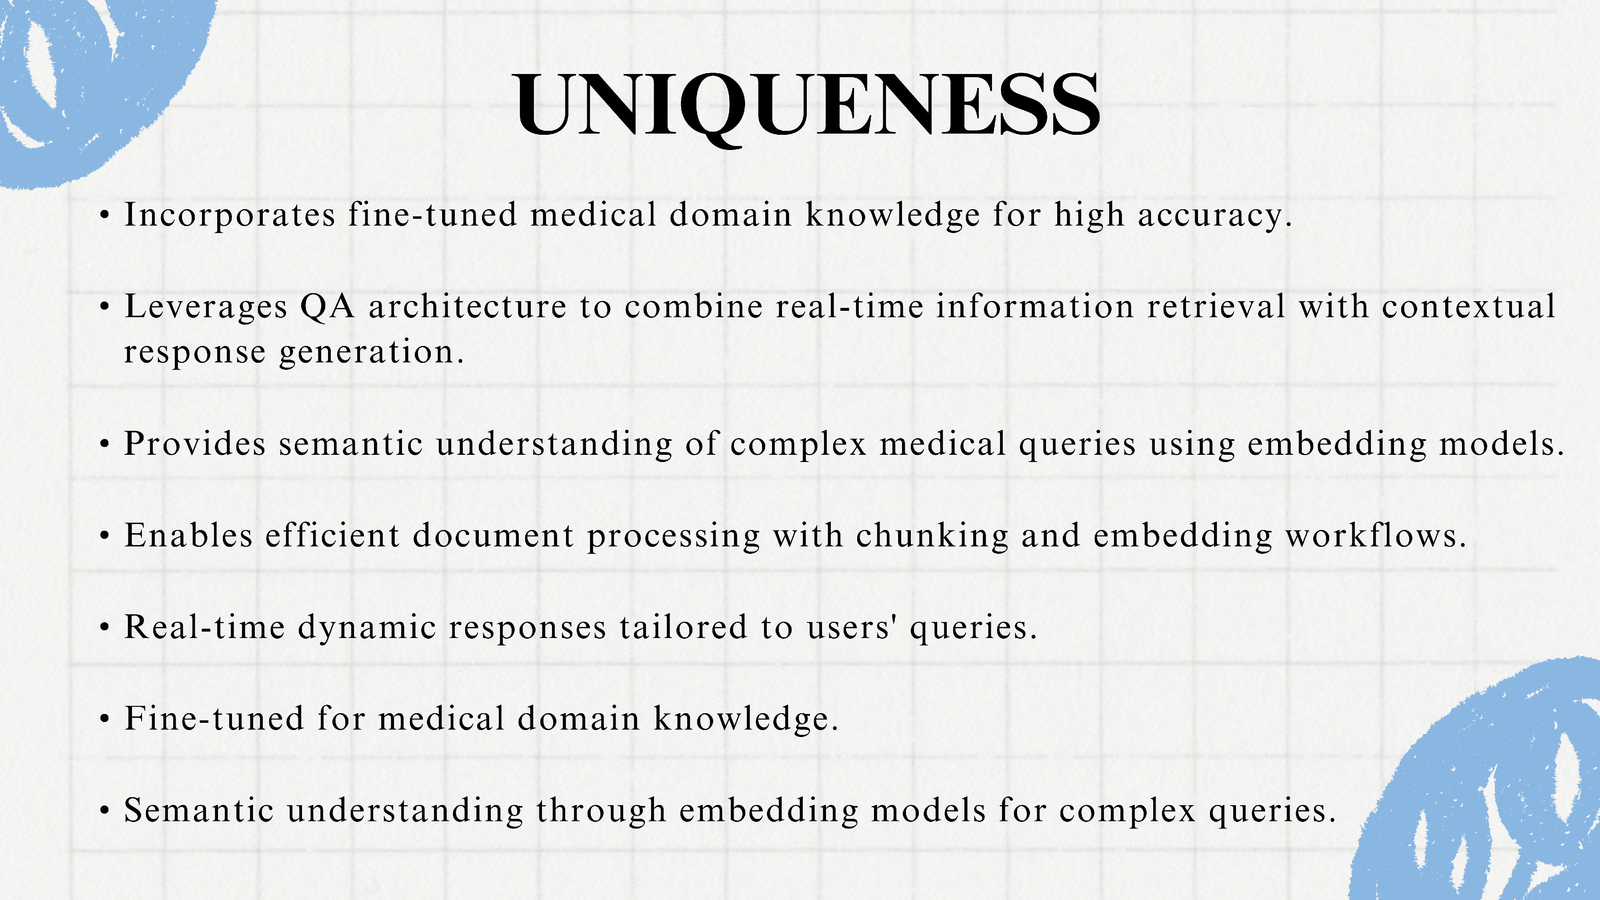 UNIQUENESS
• Incorporates fine-tuned medical domain knowledge for high accuracy.
• Leverages QA architecture to combine real-time information retrieval with contextual
response generation.
• Provides semantic understanding of complex medical queries using embedding models.
• Enables efficient document processing with chunking and embedding workflows.
• Real-time dynamic responses tailored to users' queries.
• Fine-tuned for medical domain knowledge.
• Semantic understanding through embedding models for complex queries.